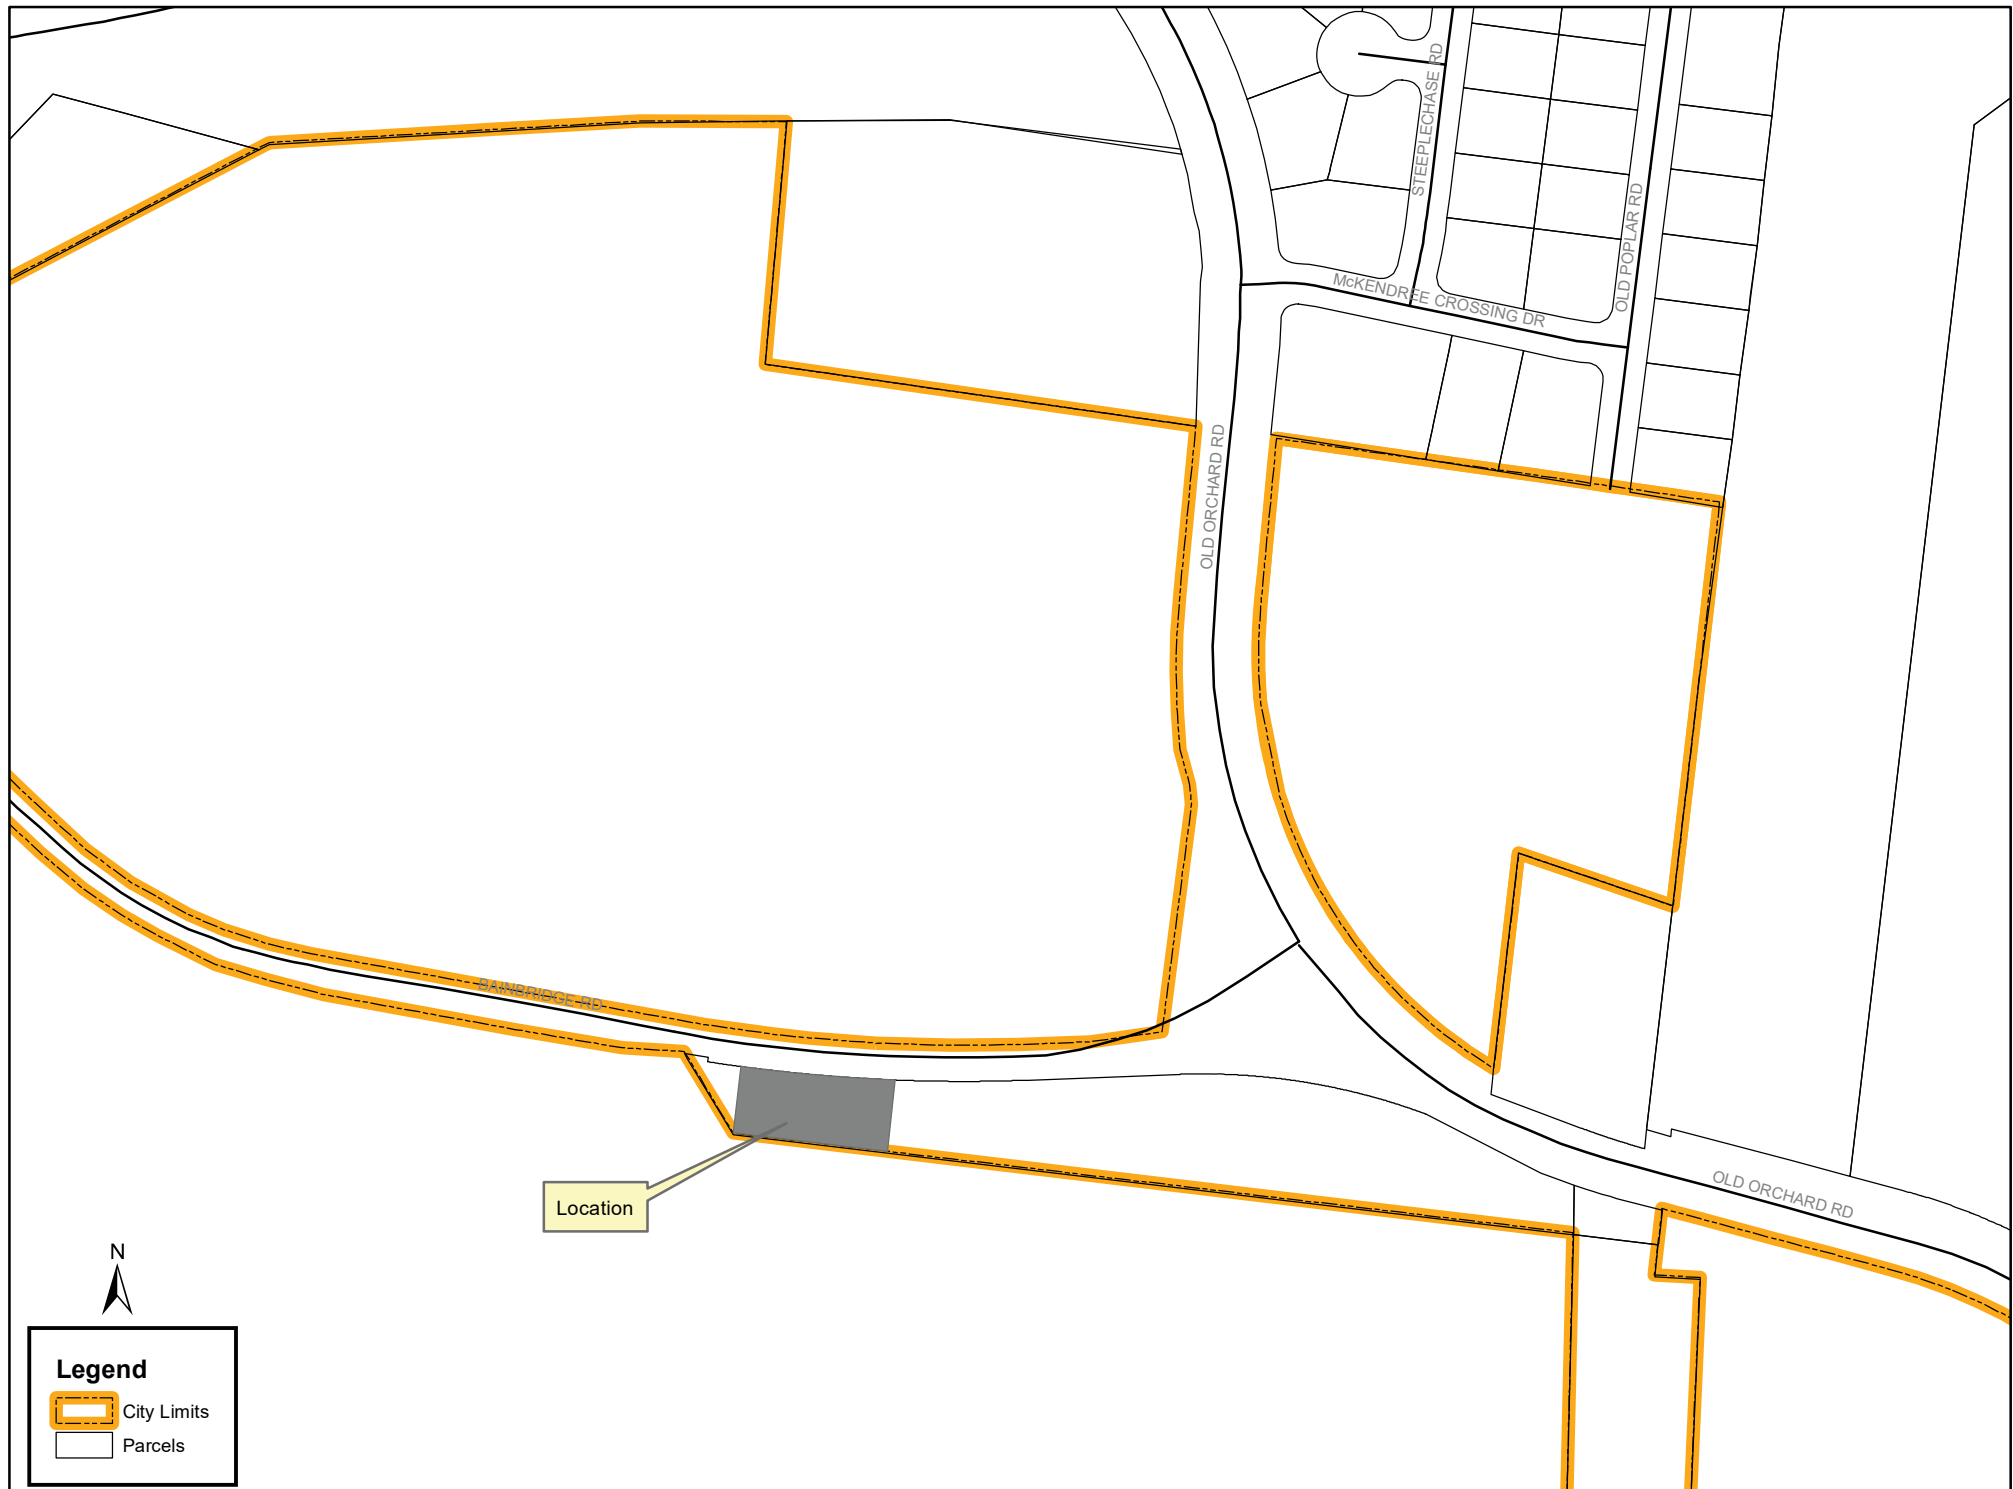 STEEPLECHASE RD
OLD POPLAR RD
McKENDREE CROSSING DR
OLD ORCHARD RD
BAINBRIDGE RD
OLD ORCHARD RD
Location
N
Legend
City Limits
Parcels